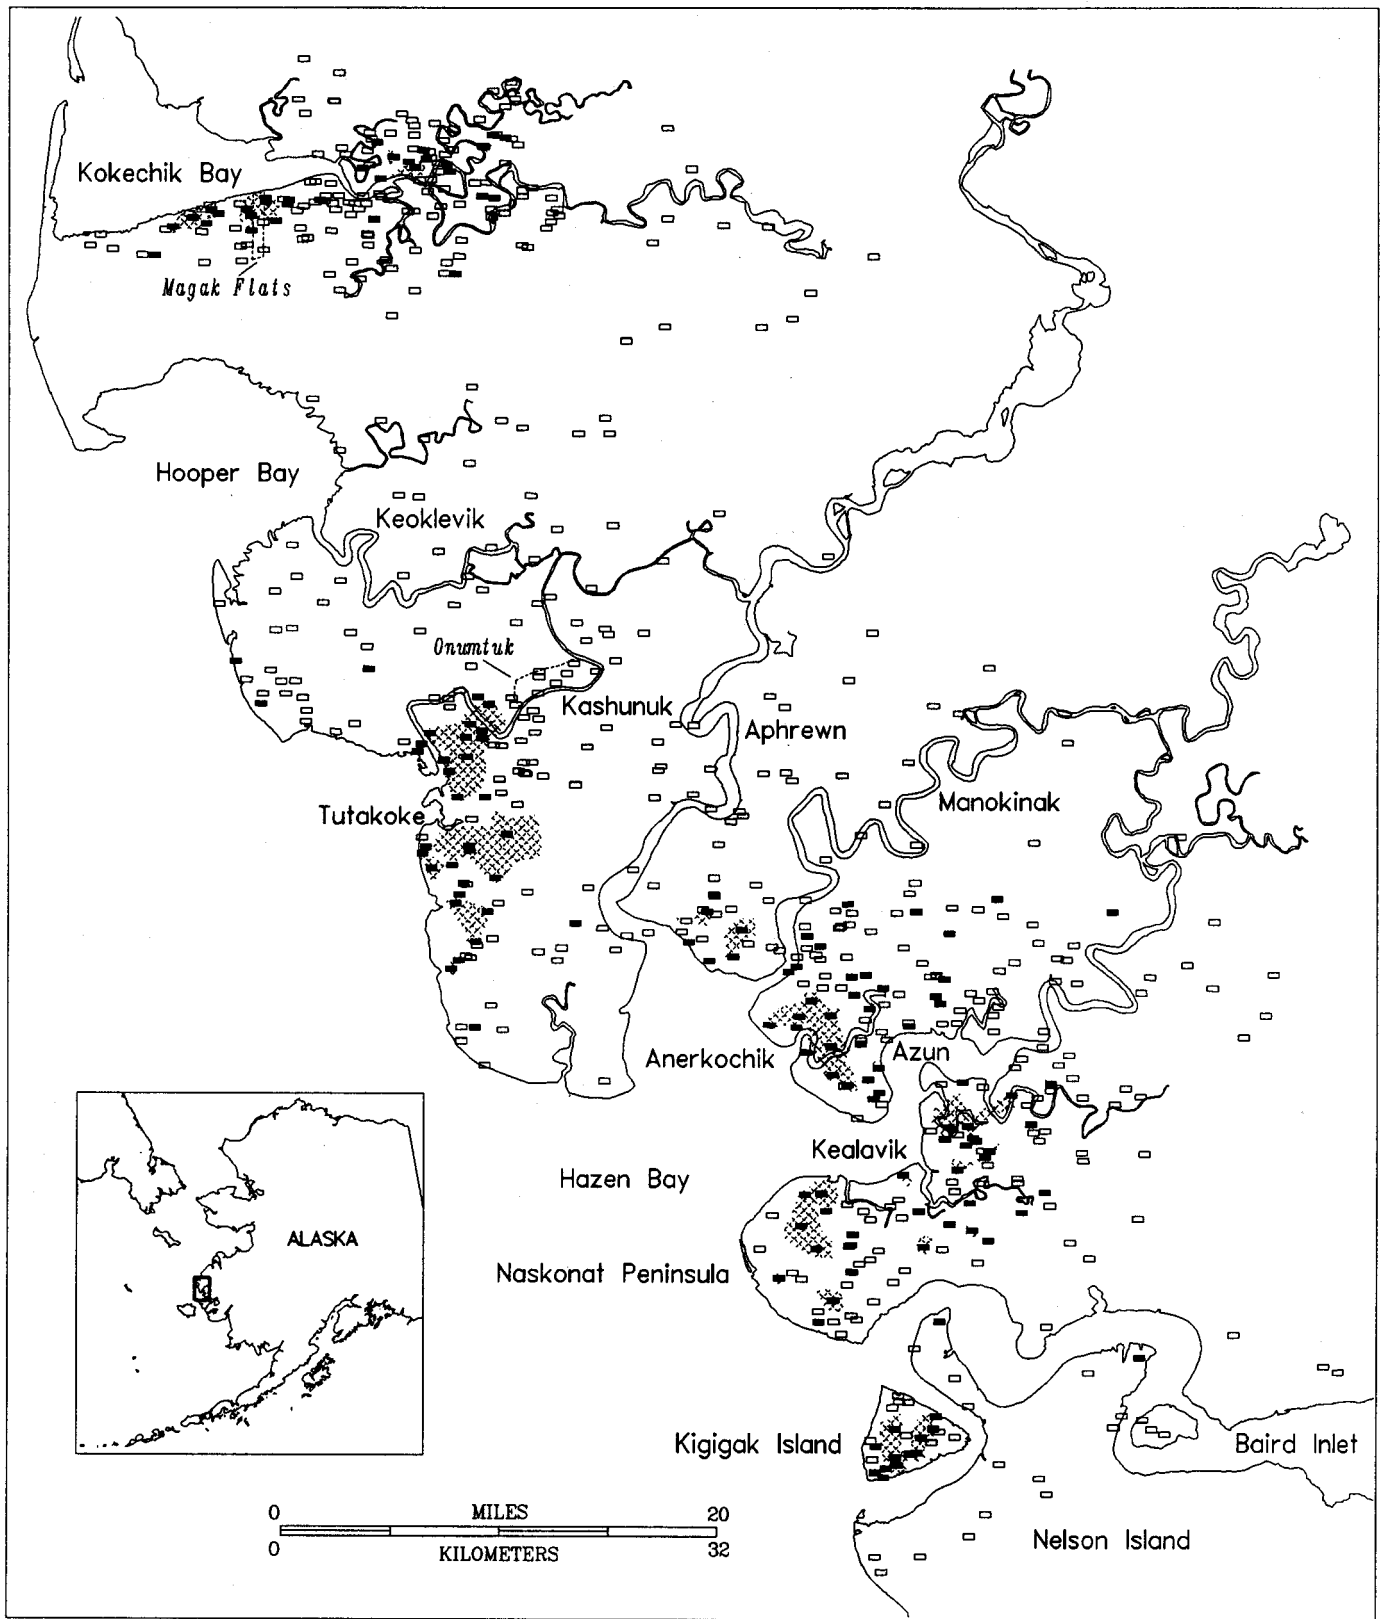 Kokechik Bay
Magak Flats
Hooper Bay
Keoklevik
Onumtuk
Kashunuk
Aphrewn
Manokinak
Tutakoke
Anerkochik
Azun
Kealavik
Hazen Bay
ALASKA
Naskonat Peninsula
Kigigak Island
Baird Inlet
0 MILES 20
0 KILOMETERS 32
Nelson Island